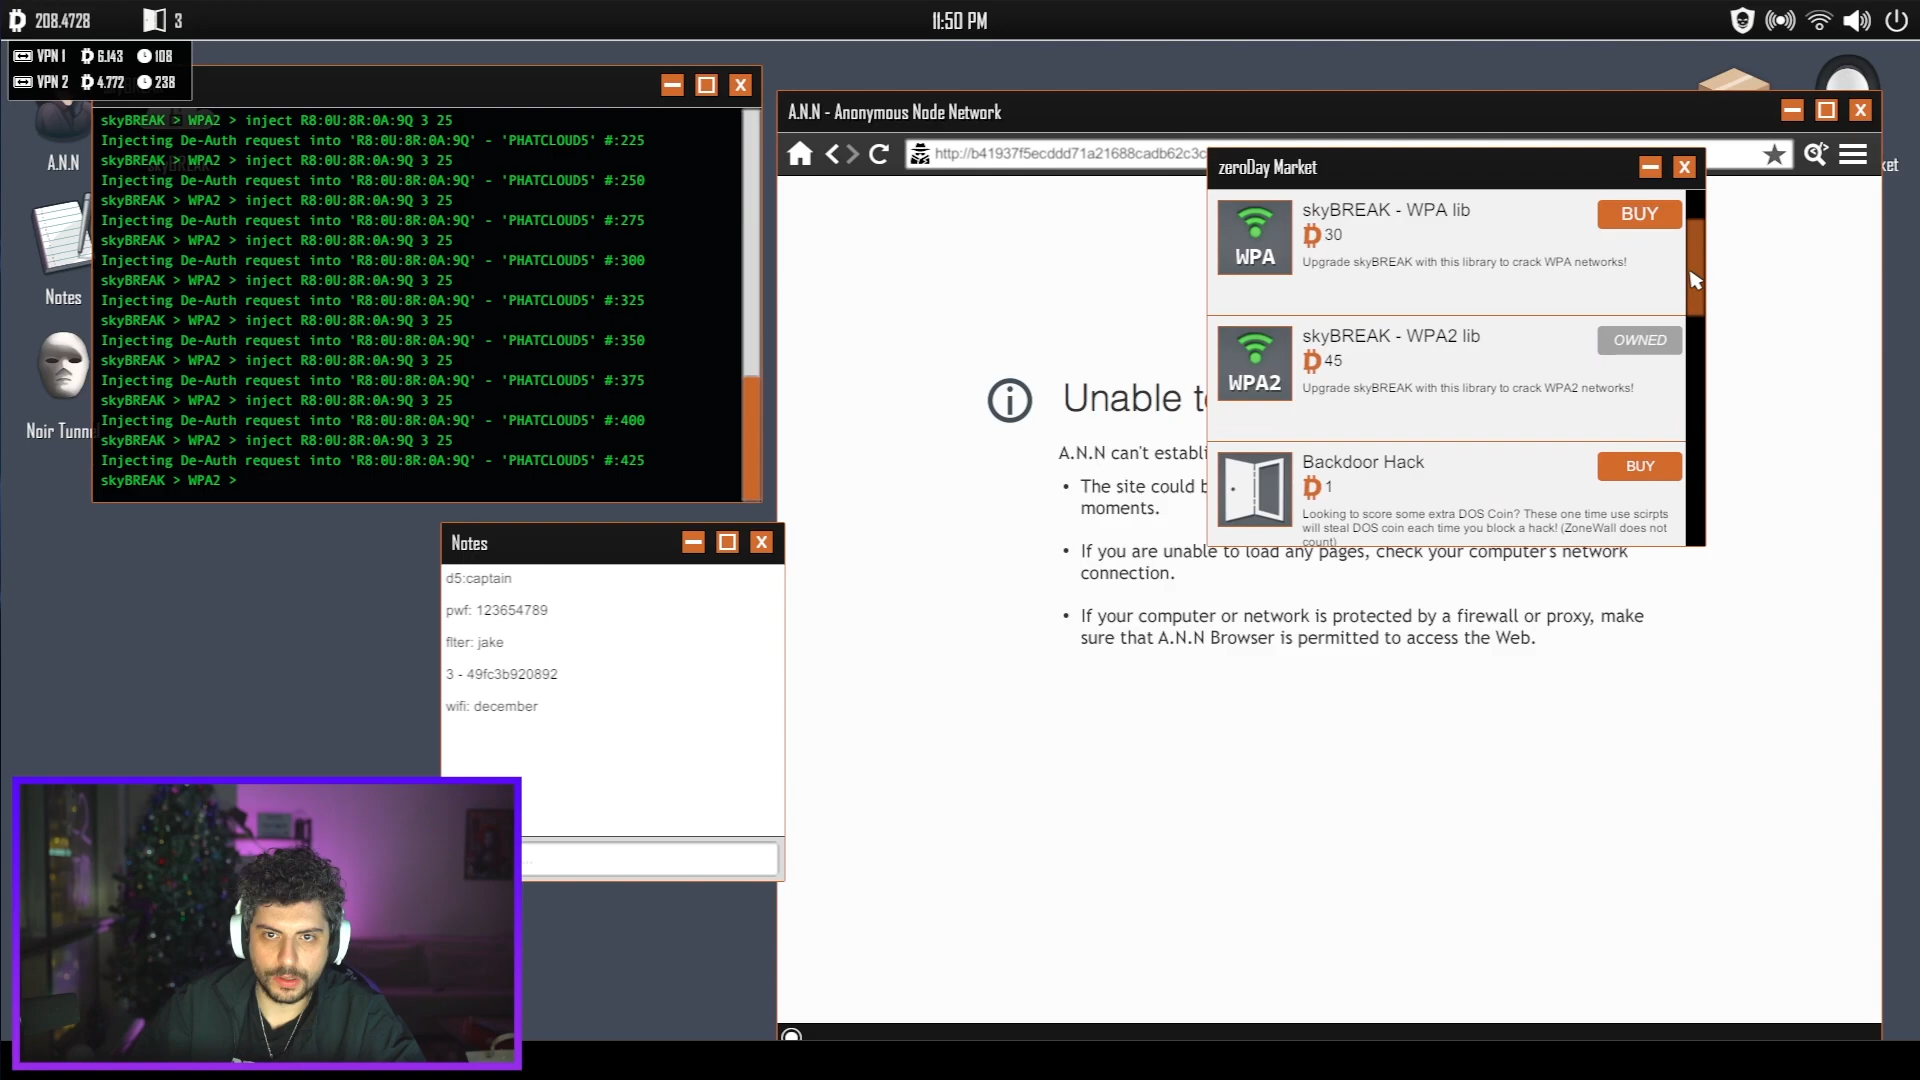 208.4728
3
11:50 PM
VPN 1 6.143 108
VPN 2 4.772 238
A.N.N
Notes
Noir Tunne
skyBREAK > WPA2 > inject R8:0U:8R:0A:9Q 3 25
Injecting De-Auth request into 'R8:0U:8R:0A:9Q' - 'PHATCLOUD5' #:225
skyBREAK > WPA2 > inject R8:0U:8R:0A:9Q 3 25
Injecting De-Auth request into 'R8:0U:8R:0A:9Q' - 'PHATCLOUD5' #:250
skyBREAK > WPA2 > inject R8:0U:8R:0A:9Q 3 25
Injecting De-Auth request into 'R8:0U:8R:0A:9Q' - 'PHATCLOUD5' #:275
skyBREAK > WPA2 > inject R8:0U:8R:0A:9Q 3 25
Injecting De-Auth request into 'R8:0U:8R:0A:9Q' - 'PHATCLOUD5' #:300
skyBREAK > WPA2 > inject R8:0U:8R:0A:9Q 3 25
Injecting De-Auth request into 'R8:0U:8R:0A:9Q' - 'PHATCLOUD5' #:325
skyBREAK > WPA2 > inject R8:0U:8R:0A:9Q 3 25
Injecting De-Auth request into 'R8:0U:8R:0A:9Q' - 'PHATCLOUD5' #:350
skyBREAK > WPA2 > inject R8:0U:8R:0A:9Q 3 25
Injecting De-Auth request into 'R8:0U:8R:0A:9Q' - 'PHATCLOUD5' #:375
skyBREAK > WPA2 > inject R8:0U:8R:0A:9Q 3 25
Injecting De-Auth request into 'R8:0U:8R:0A:9Q' - 'PHATCLOUD5' #:400
skyBREAK > WPA2 > inject R8:0U:8R:0A:9Q 3 25
Injecting De-Auth request into 'R8:0U:8R:0A:9Q' - 'PHATCLOUD5' #:425
skyBREAK > WPA2 >
Notes
d5:captain
pwf: 123654789
flter: jake
3 - 49fc3b920892
wifi: december
A.N.N - Anonymous Node Network
http://b41937f5ecddd71a21688cadb62c3c
ket
Unable t
A.N.N can't establi
• The site could b
moments.
• If you are unable to load any pages, check your computer's network
connection.
• If your computer or network is protected by a firewall or proxy, make
sure that A.N.N Browser is permitted to access the Web.
zeroDay Market
WPA
skyBREAK - WPA lib
30
Upgrade skyBREAK with this library to crack WPA networks!
BUY
WPA2
skyBREAK - WPA2 lib
45
Upgrade skyBREAK with this library to crack WPA2 networks!
OWNED
Backdoor Hack
1
Looking to score some extra DOS Coin? These one time use scirpts
will steal DOS coin each time you block a hack! (ZoneWall does not
count)
BUY